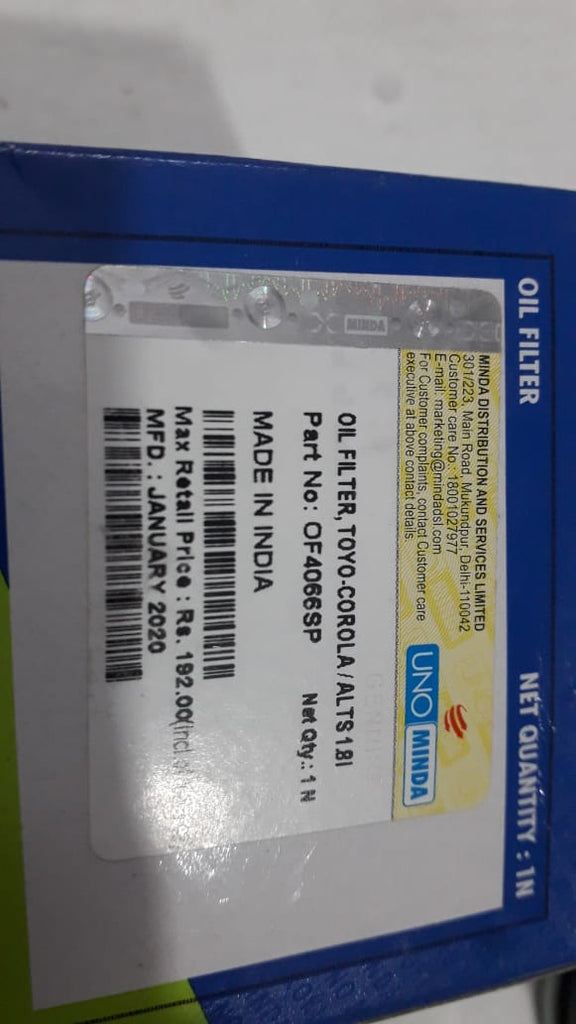 OIL FILTER
NET QUANTITY : 1N
MINDA DISTRIBUTION AND SERVICES LIMITED
301/223, Main Road, Mukundpur, Delhi-110042
Customer care No.: 18001027977
E-mail: marketing@mindadsl.com
For Customer complaints, contact Customer care
executive at above contact details.
UNO MINDA
MINDA
OIL FILTER, TOYO-COROLA / ALTS 1.8l
Part No: OF4066SP
Net Qty.: 1 N
MADE IN INDIA
Max Retail Price : Rs. 192.00(incl.
MFD. : JANUARY 2020